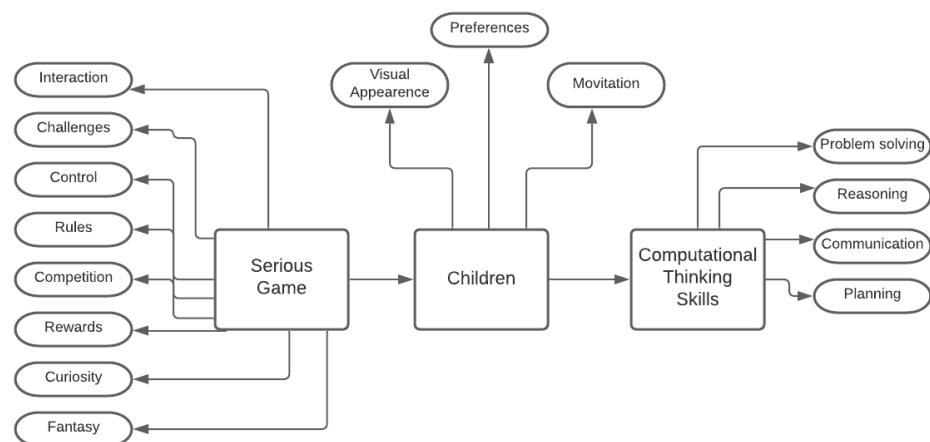 Preferences
Visual
Appearence
Movitation
Interaction
Challenges
Control
Rules
Competition
Rewards
Curiosity
Fantasy
Serious
Game
Children
Computational
Thinking
Skills
Problem solving
Reasoning
Communication
Planning